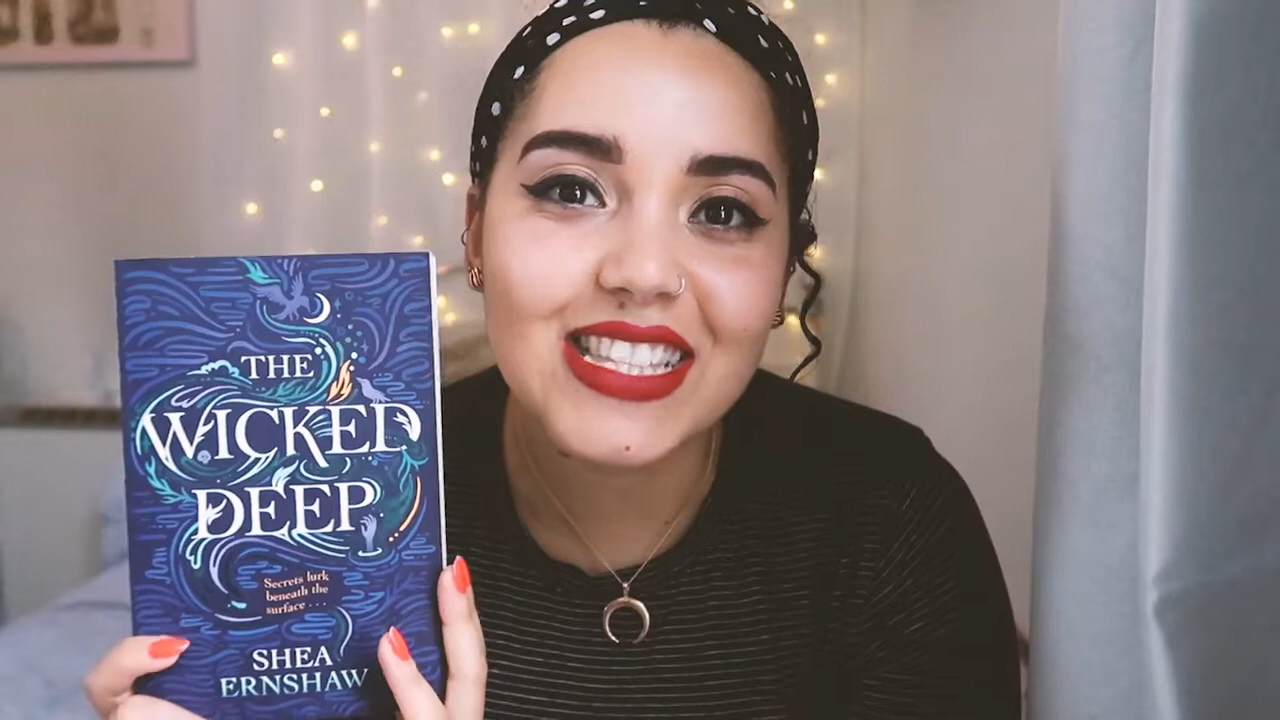 THE
WICKED
DEEP
Secrets lurk
beneath the
surface . . .
SHEA
ERNSHAW